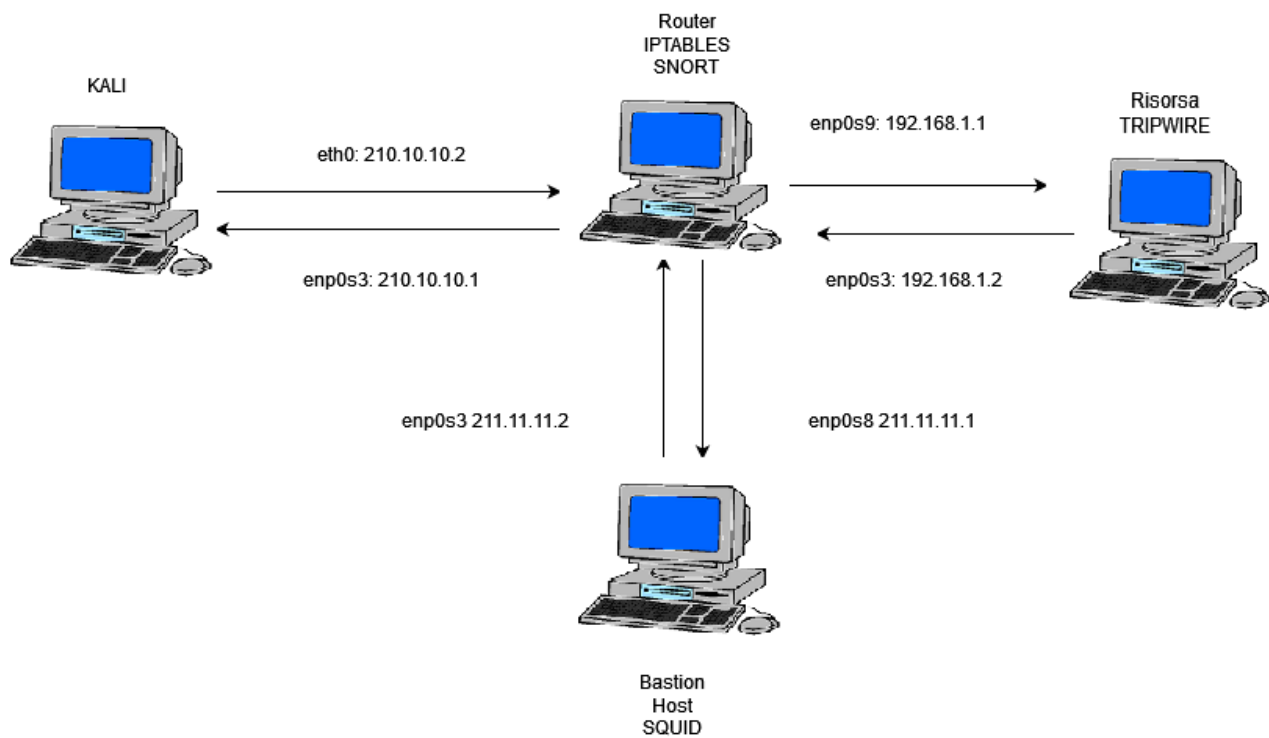 Router
IPTABLES
SNORT
KALI
Risorsa
TRIPWIRE
enp0s9: 192.168.1.1
eth0: 210.10.10.2
enp0s3: 210.10.10.1
enp0s3: 192.168.1.2
enp0s3 211.11.11.2
enp0s8 211.11.11.1
Bastion
Host
SQUID